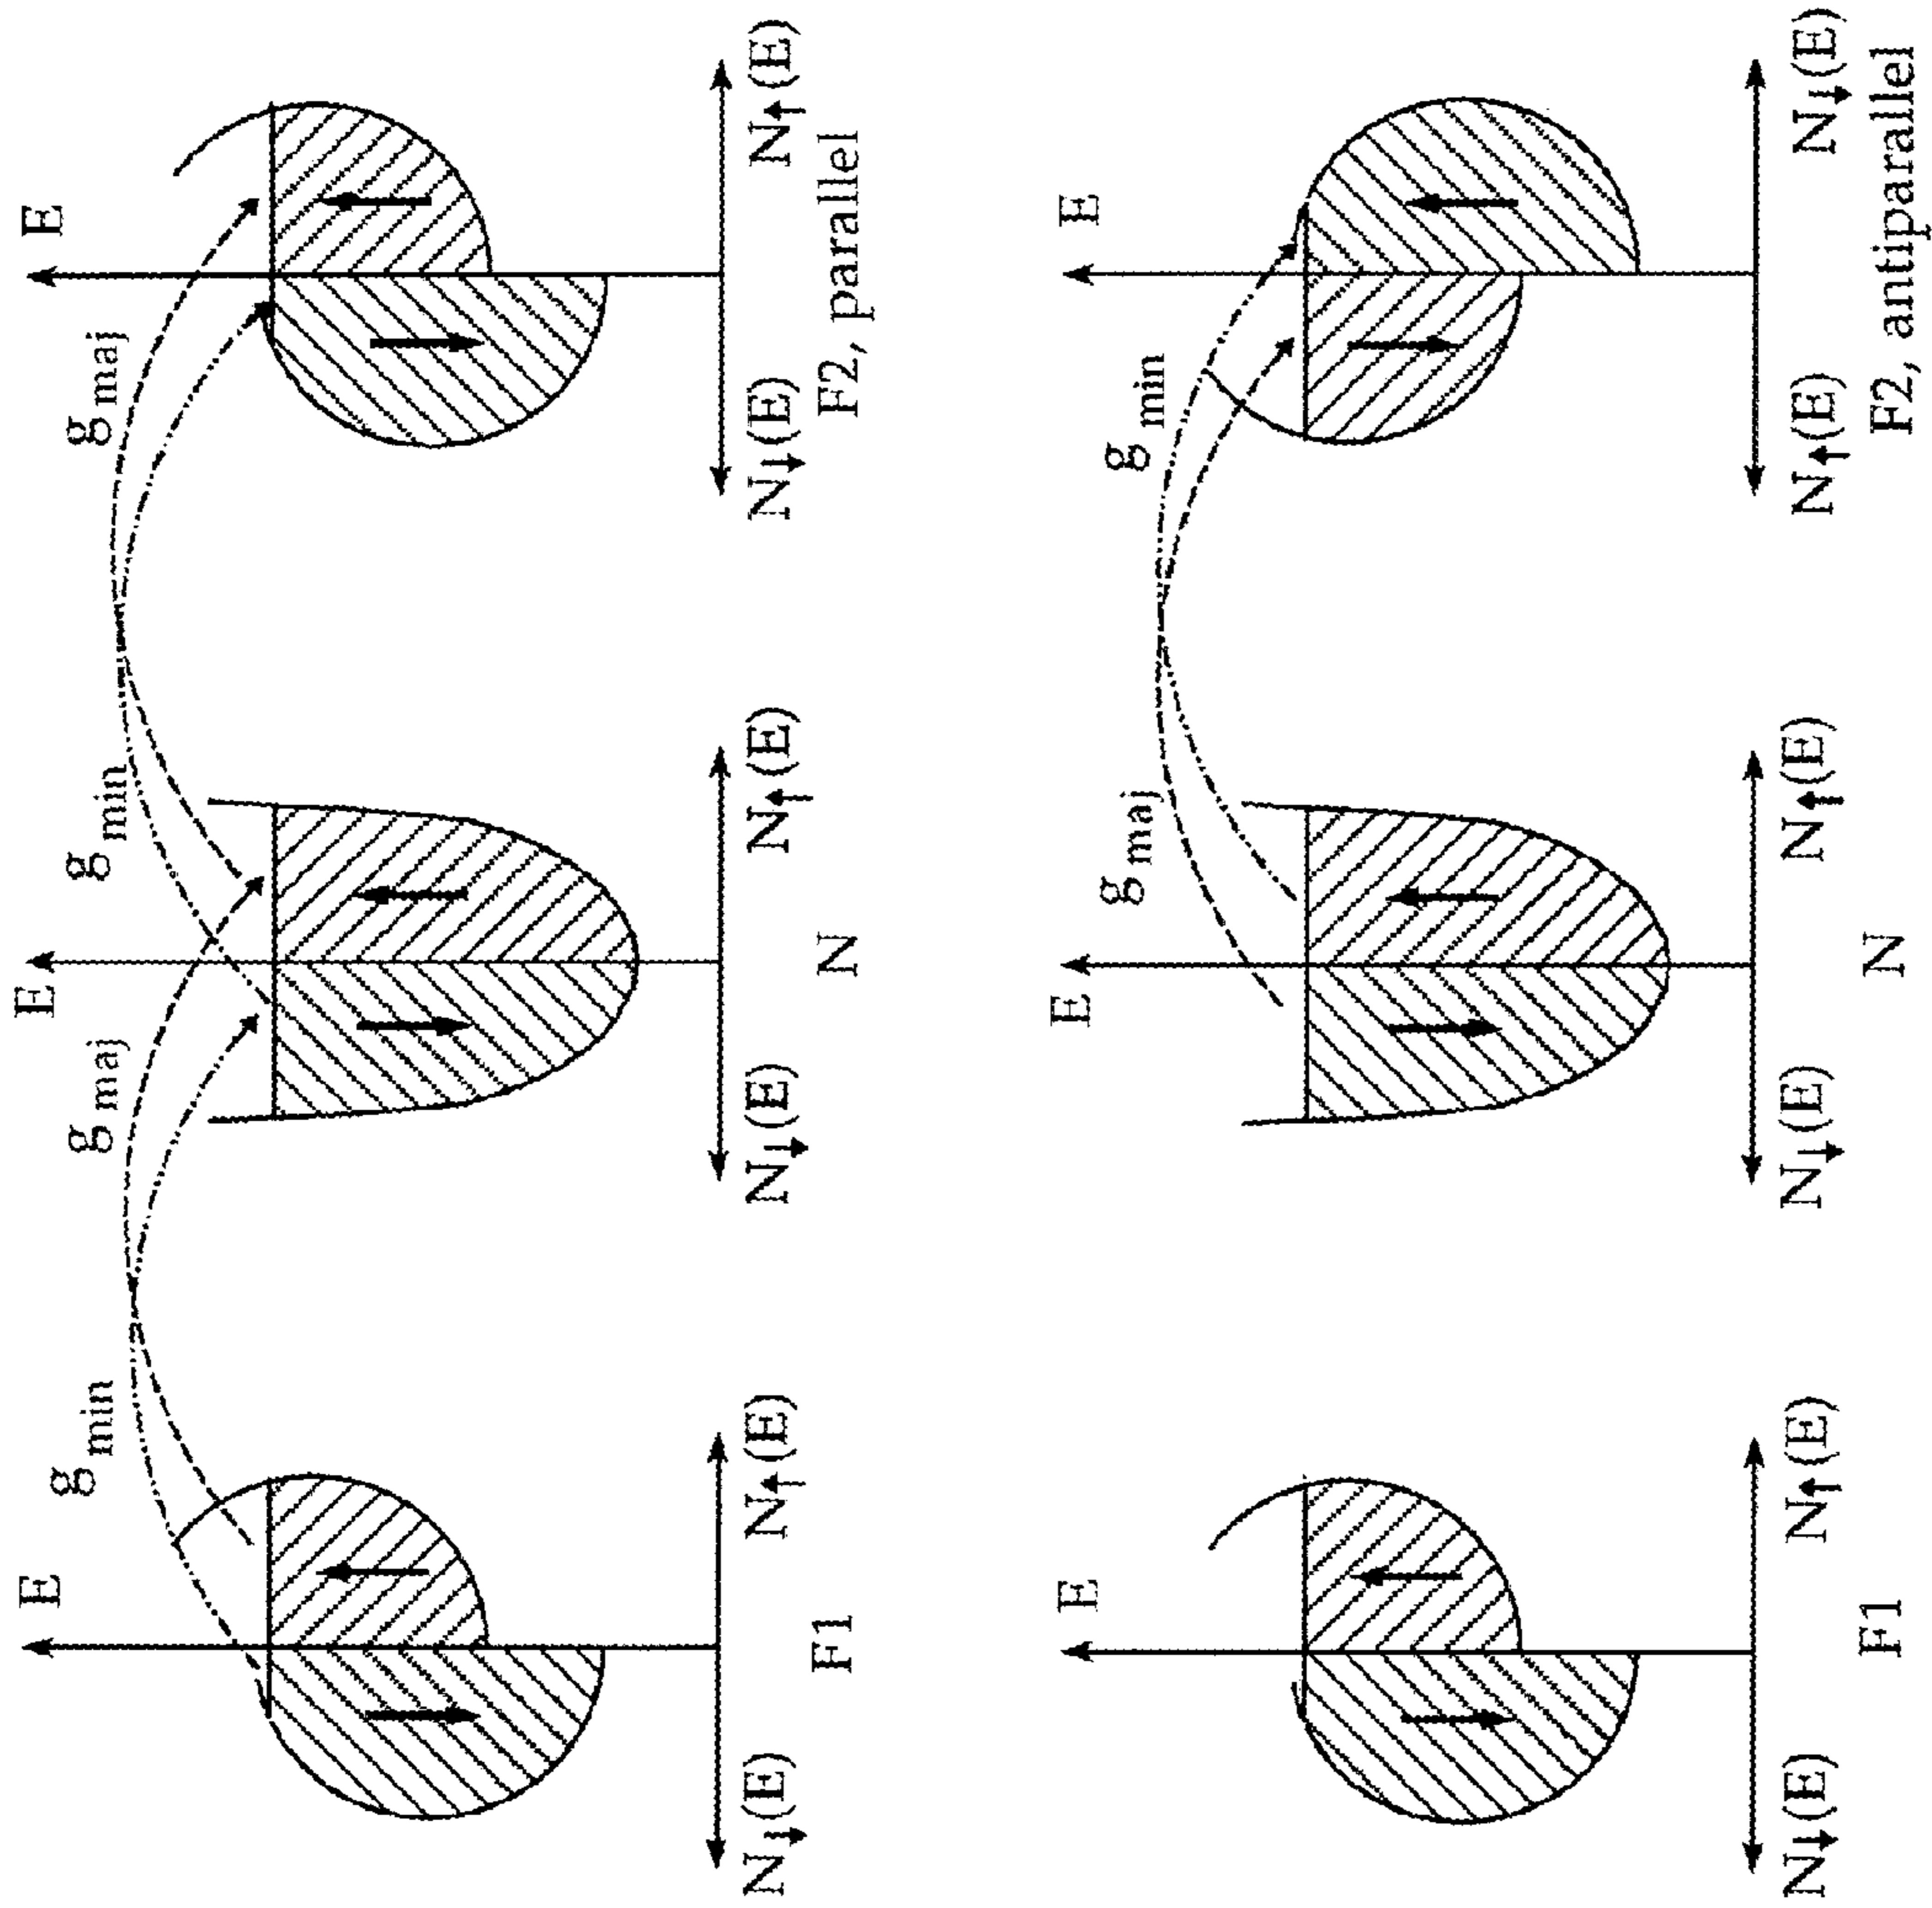 E
E
E
g min
g maj
g min
g maj
N↓(E)
N↑(E)
N↓(E)
N↑(E)
N↓(E)
N↑(E)
F1
N
F2, parallel
E
E
E
g maj
g min
N↓(E)
N↑(E)
N↓(E)
N↑(E)
N↑(E)
N↓(E)
F1
N
F2, antiparallel